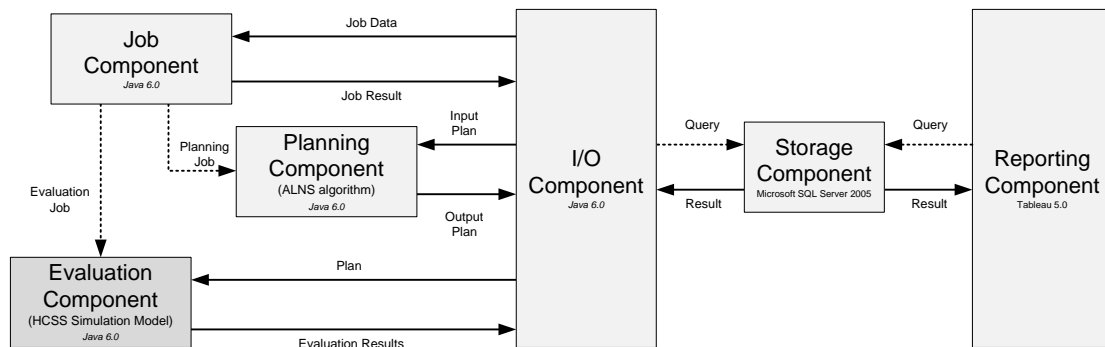 Job
Component
Java 6.0
Job Data
Job Result
Planning
Job
Evaluation
Job
Planning
Component
(ALNS algorithm)
Java 6.0
Input
Plan
Output
Plan
Evaluation
Component
(HCSS Simulation Model)
Java 6.0
Plan
Evaluation Results
I/O
Component
Java 6.0
Query
Result
Storage
Component
Microsoft SQL Server 2005
Query
Result
Reporting
Component
Tableau 5.0